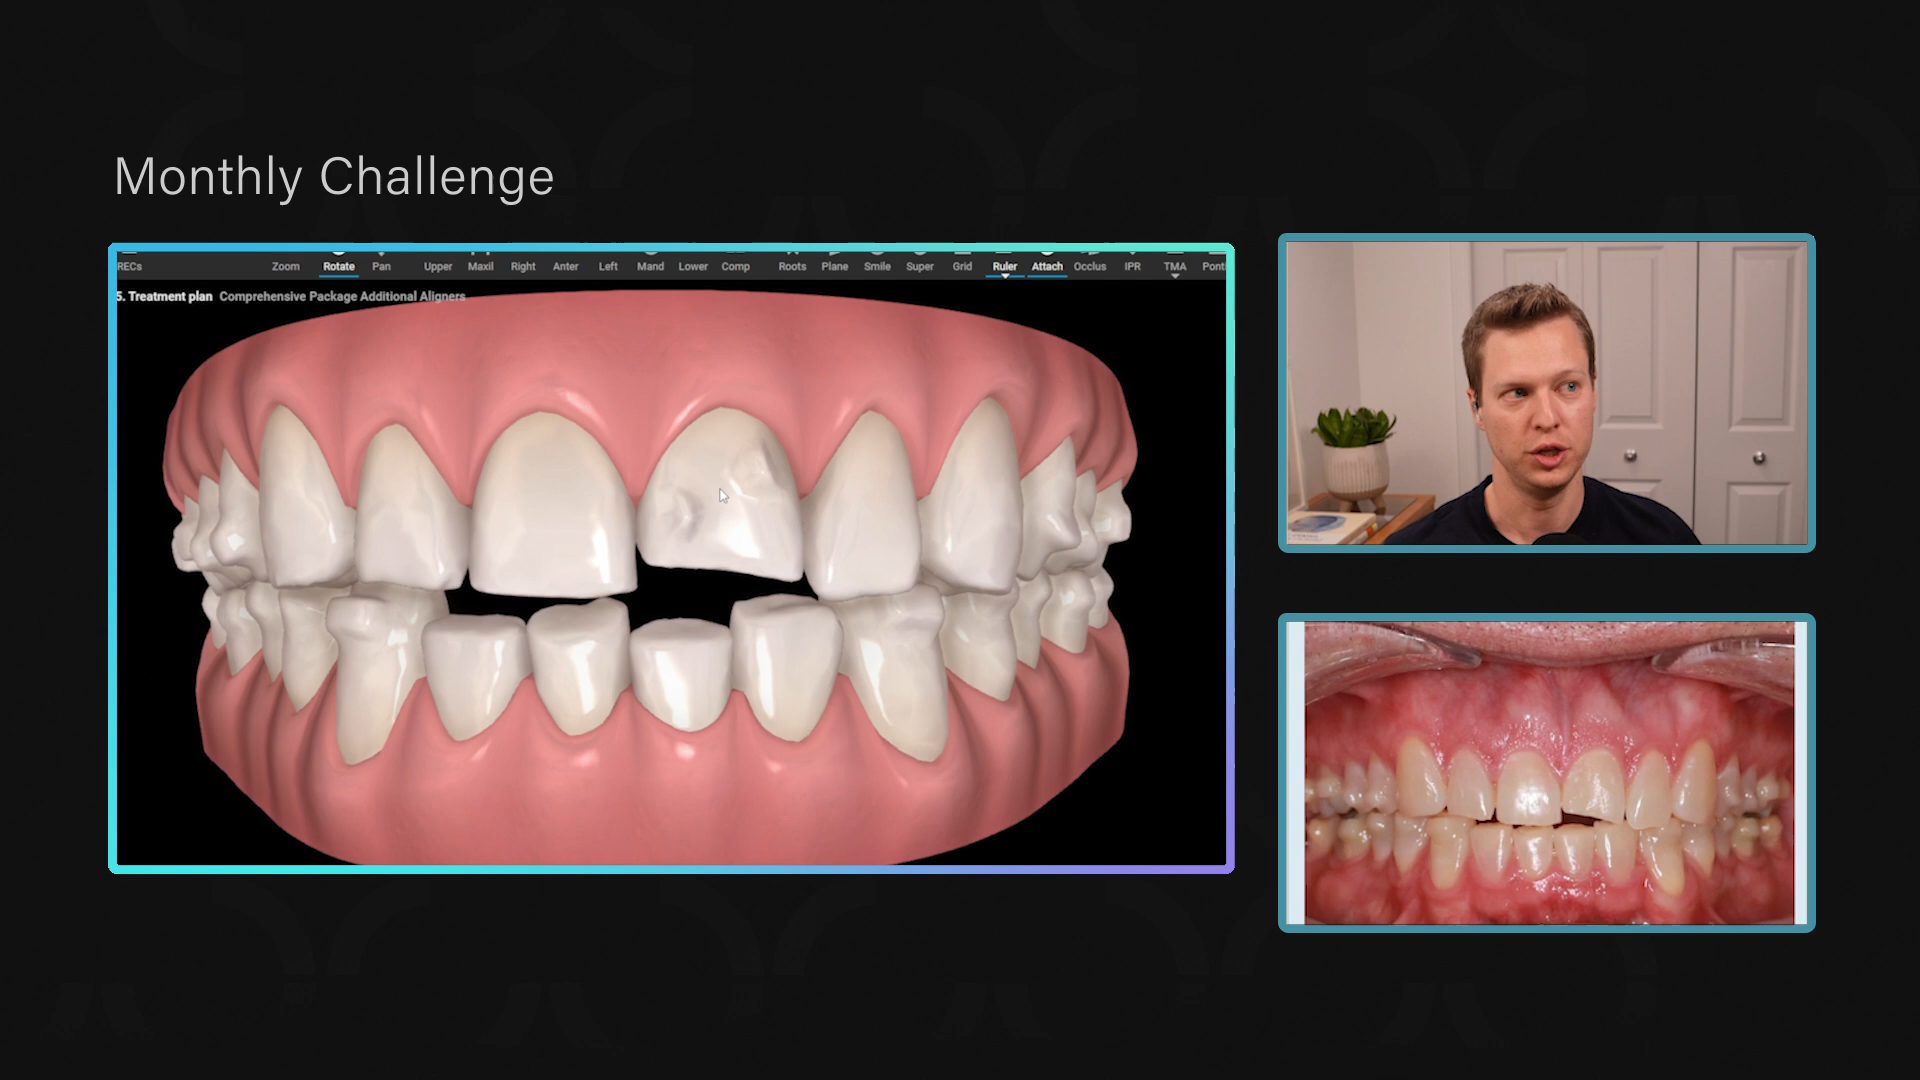 Monthly Challenge
RECs Zoom Rotate Pan Upper Maxil Right Anter Left Mand Lower Comp Roots Plane Smile Super Grid Ruler Attach Occlus IPR TMA Ponti
5. Treatment plan Comprehensive Package Additional Aligners